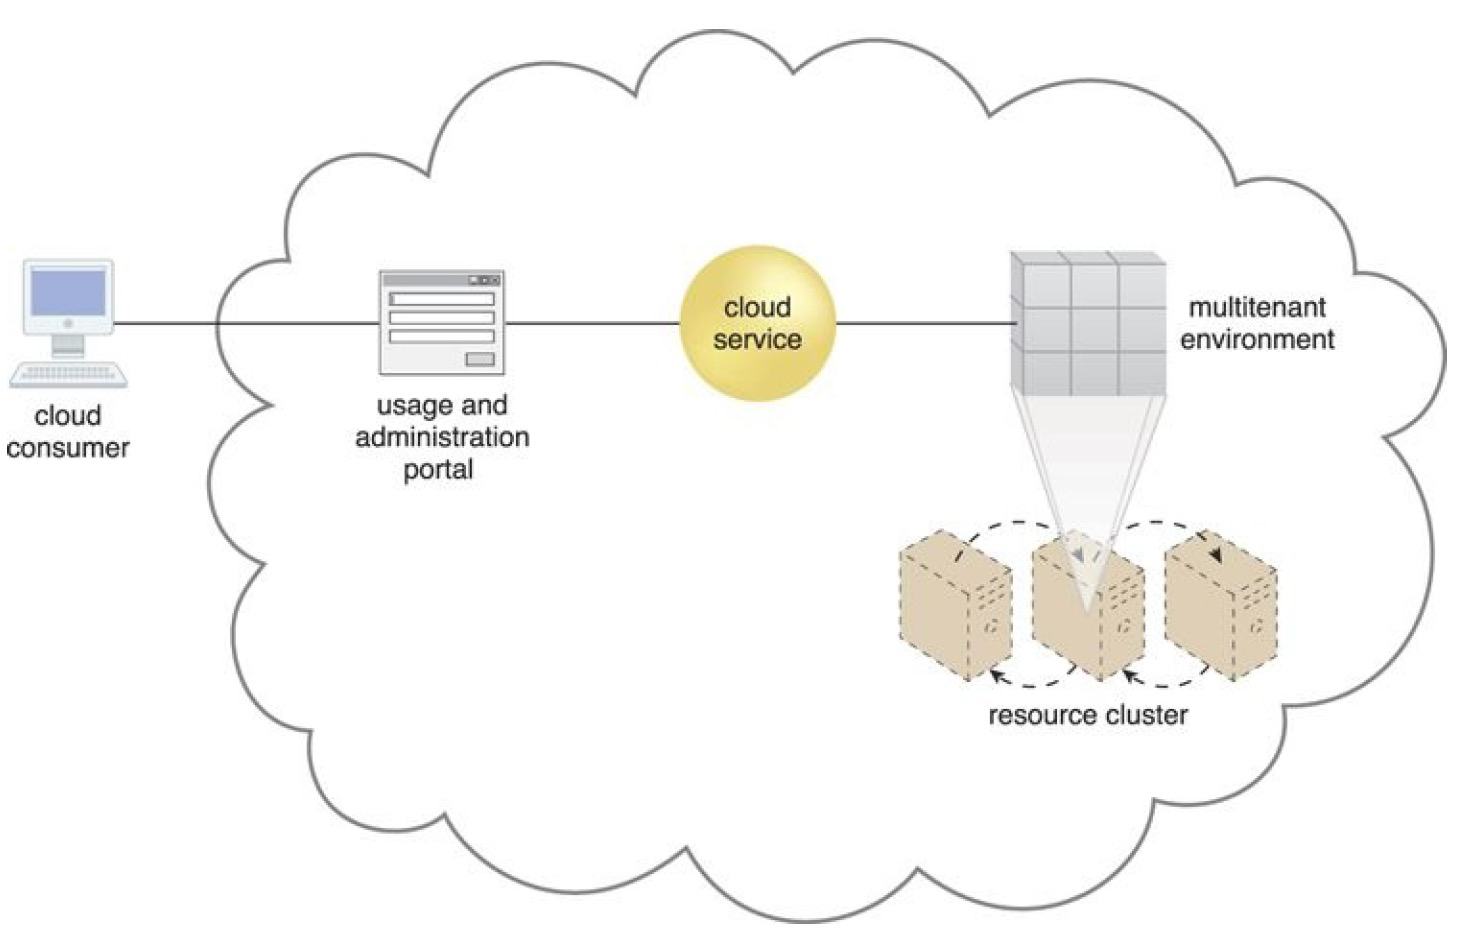 cloud
consumer
usage and
administration
portal
cloud
service
multitenant
environment
resource cluster